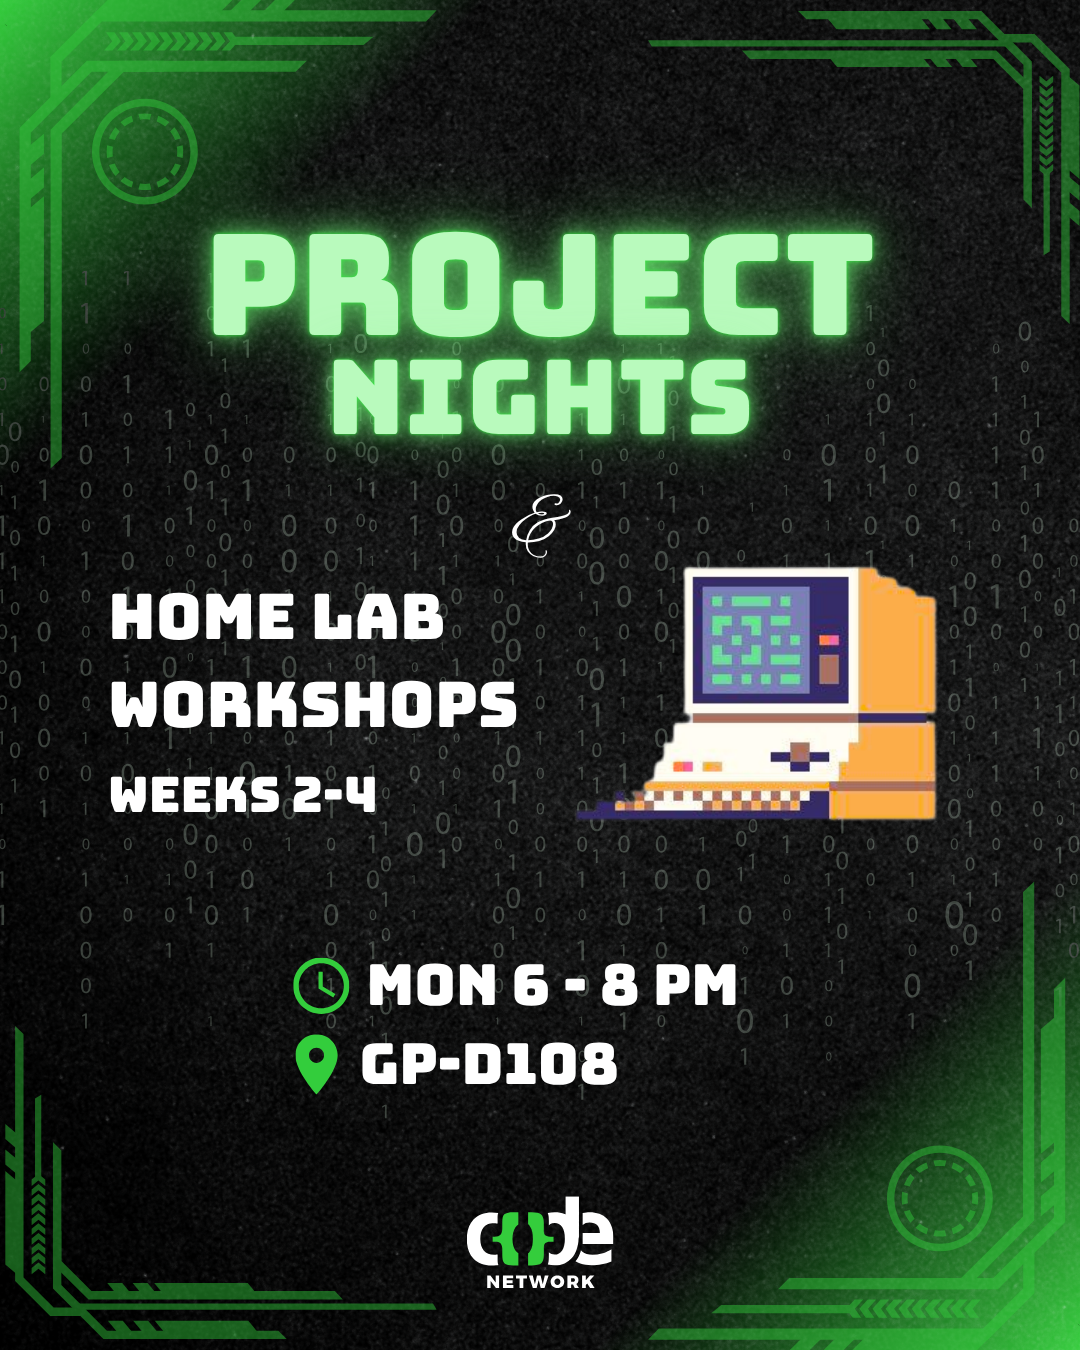 PROJECT
NIGHTS
&
HOME LAB
WORKSHOPS
WEEKS 2-4
MON 6 - 8 PM
GP-D108
code
NETWORK